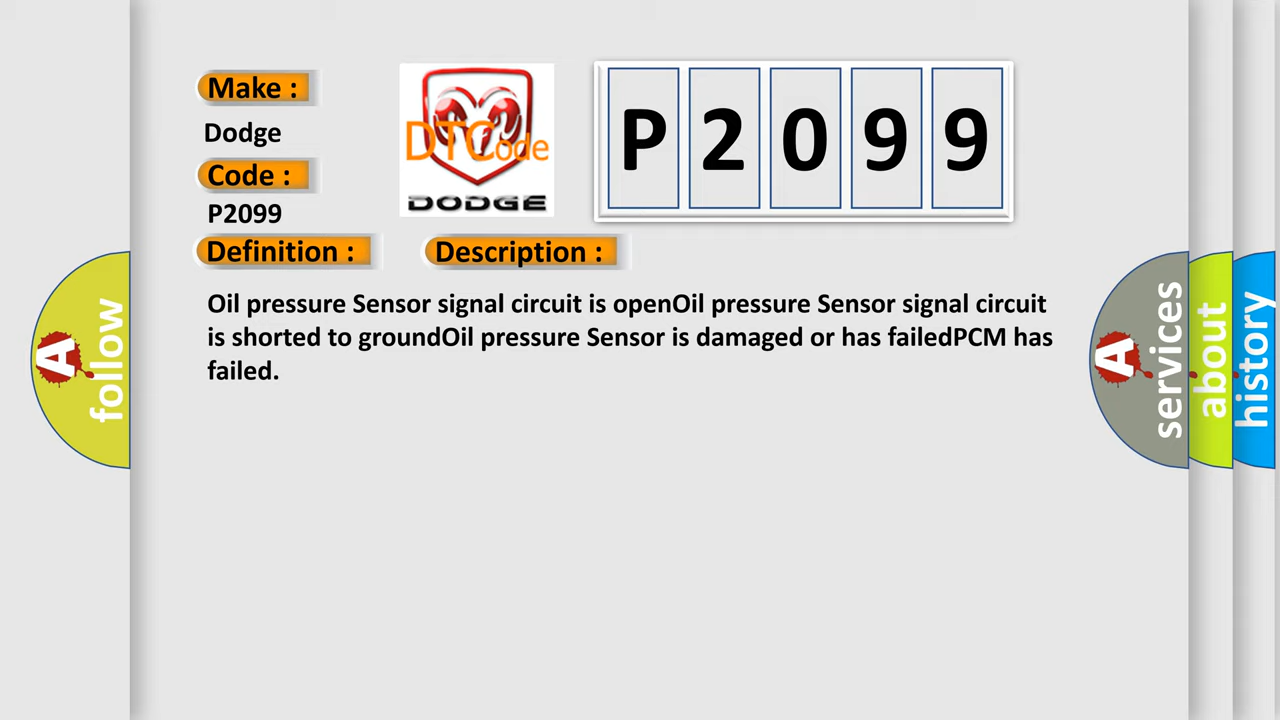 Make :
Dodge
Code :
P2099
DTCode
DODGE
P2099
Definition :
Description :
Oil pressure Sensor signal circuit is openOil pressure Sensor signal circuit
is shorted to groundOil pressure Sensor is damaged or has failedPCM has
failed.
A
follow
A
services
about
history